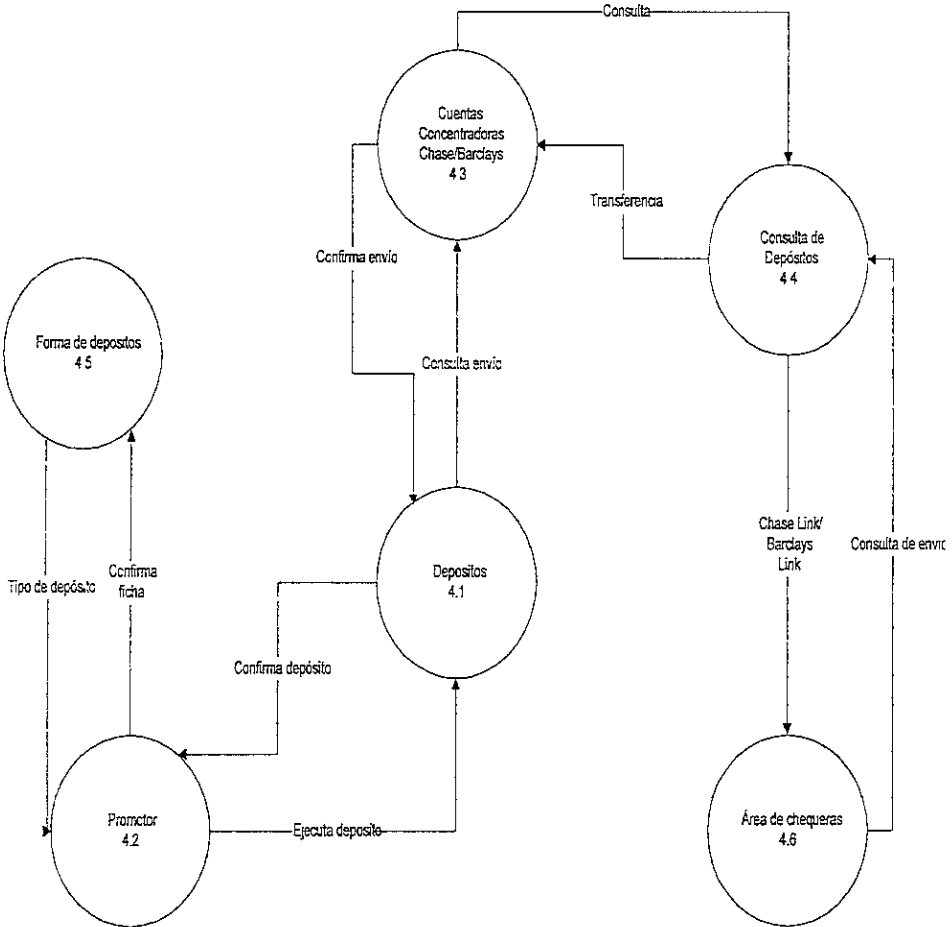 Consulta
Cuentas
Concentradoras
Chase/Barclays
4 3
Transferencia
Consulta de
Depósitos
4 4
Confirma envío
Forma de depositos
4 5
Consulta envío
Chase Link/
Barclays
Link
Consulta de envio
Tipo de depósito
Confirma
ficha
Depositos
4.1
Confirma depósito
Promotor
4.2
Ejecuta deposito
Área de chequeras
4.6